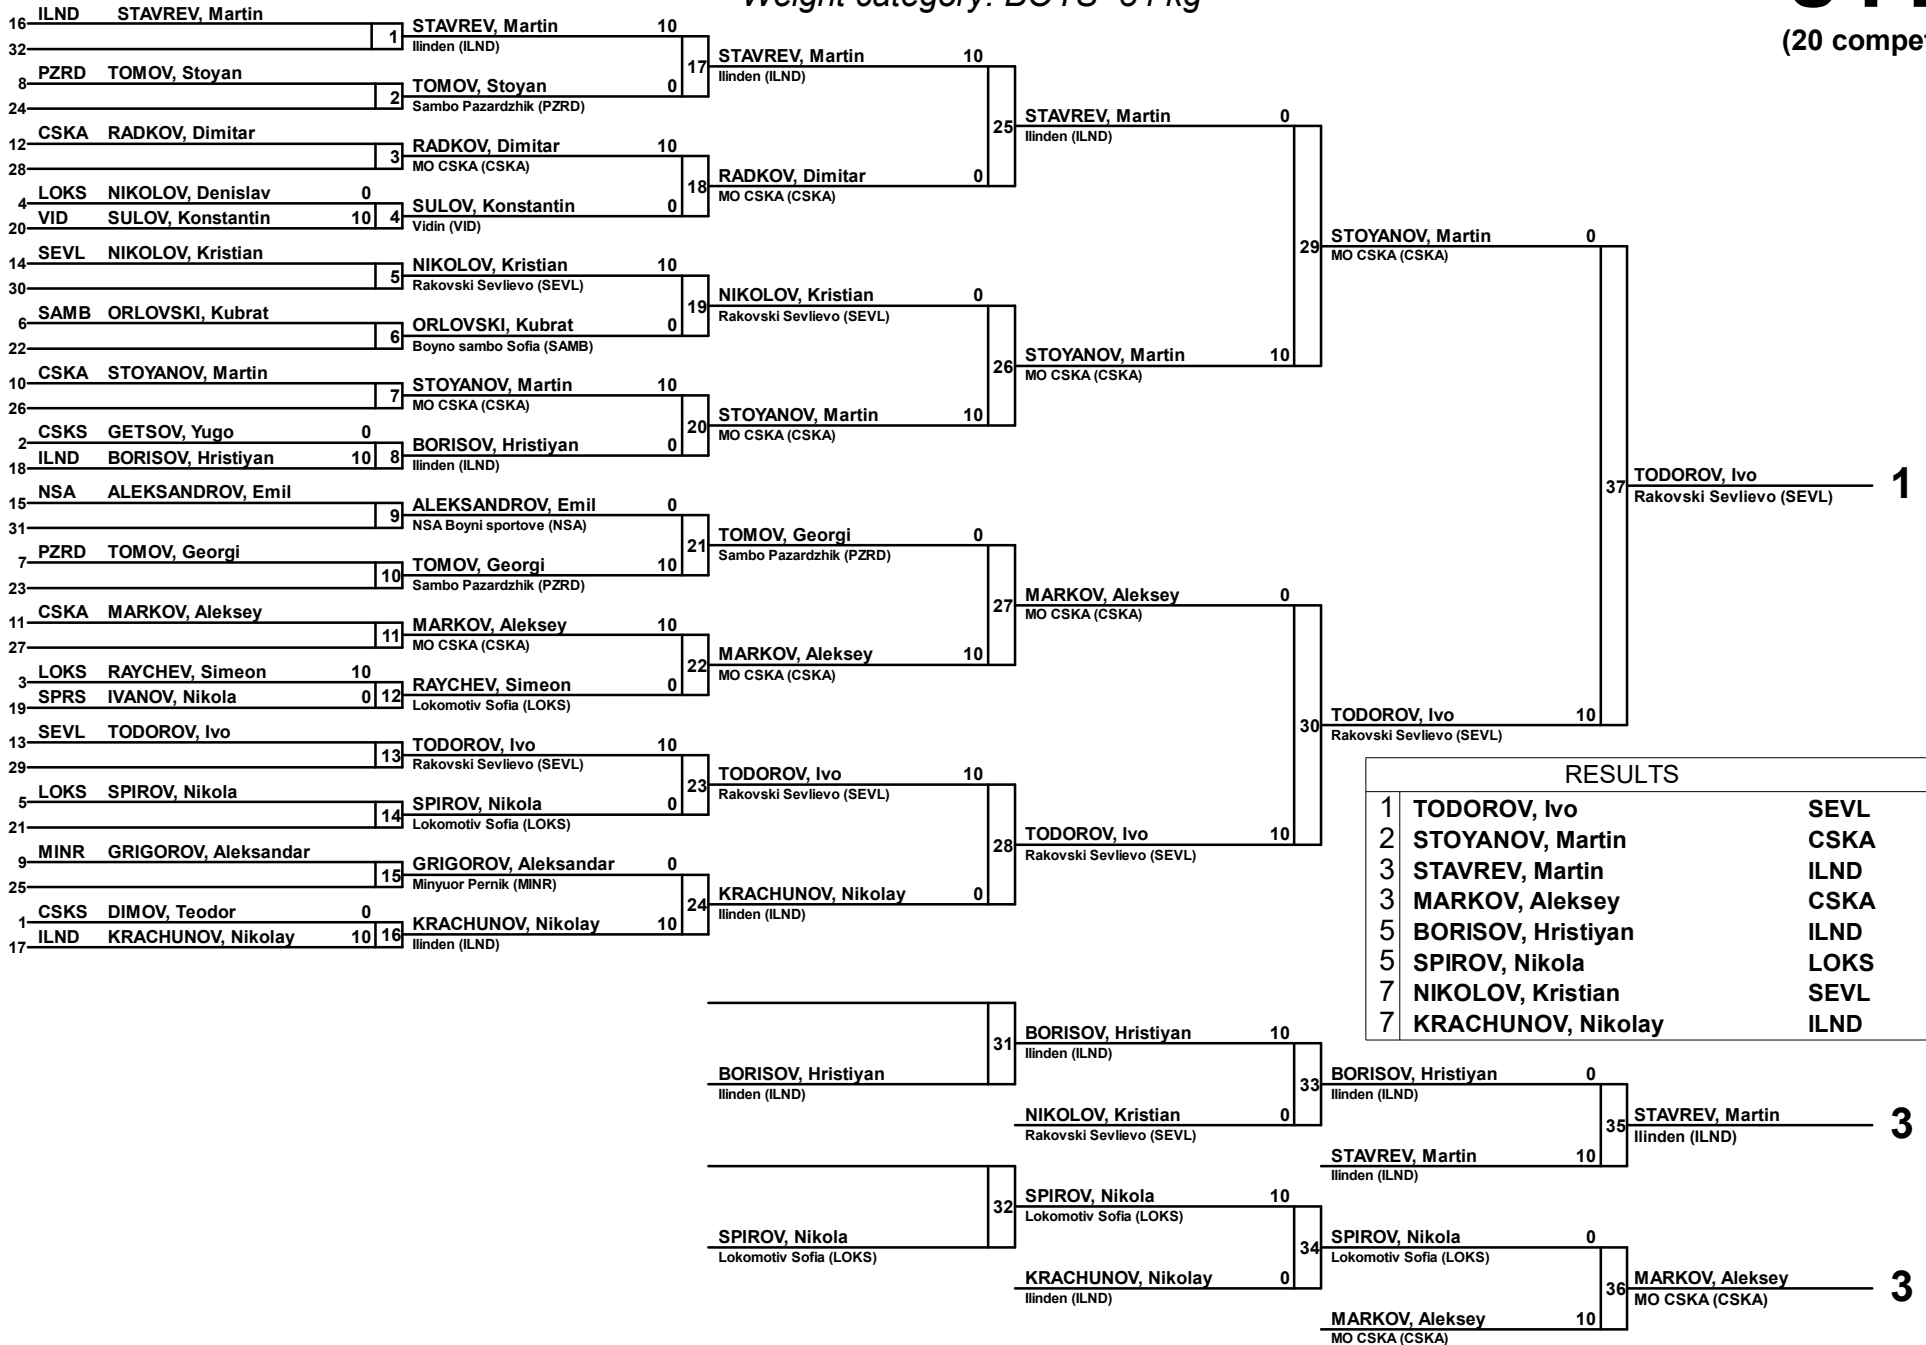 (20
16 ILND STAVREV, Martin
32
1 STAVREV, Martin 10
Ilinden (ILND)
8 PZRD TOMOV, Stoyan
24
2 TOMOV, Stoyan 0
Sambo Pazardzhik (PZRD)
12 CSKA RADKOV, Dimitar
28
3 RADKOV, Dimitar 10
MO CSKA (CSKA)
4 LOKS NIKOLOV, Denislav 0
20 VID SULOV, Konstantin 10
4 SULOV, Konstantin 0
Vidin (VID)
14 SEVL NIKOLOV, Kristian
30
5 NIKOLOV, Kristian 10
Rakovski Sevlievo (SEVL)
6 SAMB ORLOVSKI, Kubrat
22
6 ORLOVSKI, Kubrat 0
Boyno sambo Sofia (SAMB)
10 CSKA STOYANOV, Martin
26
7 STOYANOV, Martin 10
MO CSKA (CSKA)
2 CSKS GETSOV, Yugo 0
18 ILND BORISOV, Hristiyan 10
8 BORISOV, Hristiyan 0
Ilinden (ILND)
15 NSA ALEKSANDROV, Emil
31
9 ALEKSANDROV, Emil 0
NSA Boyni sportove (NSA)
7 PZRD TOMOV, Georgi
23
10 TOMOV, Georgi 10
Sambo Pazardzhik (PZRD)
11 CSKA MARKOV, Aleksey
27
11 MARKOV, Aleksey 10
MO CSKA (CSKA)
3 LOKS RAYCHEV, Simeon 10
19 SPRS IVANOV, Nikola 0
12 RAYCHEV, Simeon 0
Lokomotiv Sofia (LOKS)
13 SEVL TODOROV, Ivo
29
13 TODOROV, Ivo 10
Rakovski Sevlievo (SEVL)
5 LOKS SPIROV, Nikola
21
14 SPIROV, Nikola 0
Lokomotiv Sofia (LOKS)
9 MINR GRIGOROV, Aleksandar
25
15 GRIGOROV, Aleksandar 0
Minyuor Pernik (MINR)
1 CSKS DIMOV, Teodor 0
17 ILND KRACHUNOV, Nikolay 10
16 KRACHUNOV, Nikolay 10
Ilinden (ILND)
17 STAVREV, Martin 10
Ilinden (ILND)
18 RADKOV, Dimitar 0
MO CSKA (CSKA)
19 NIKOLOV, Kristian 0
Rakovski Sevlievo (SEVL)
20 STOYANOV, Martin 10
MO CSKA (CSKA)
21 TOMOV, Georgi 0
Sambo Pazardzhik (PZRD)
22 MARKOV, Aleksey 10
MO CSKA (CSKA)
23 TODOROV, Ivo 10
Rakovski Sevlievo (SEVL)
24 KRACHUNOV, Nikolay 0
Ilinden (ILND)
25 STAVREV, Martin 0
Ilinden (ILND)
26 STOYANOV, Martin 10
MO CSKA (CSKA)
27 MARKOV, Aleksey 0
MO CSKA (CSKA)
28 TODOROV, Ivo 10
Rakovski Sevlievo (SEVL)
29 STOYANOV, Martin 0
MO CSKA (CSKA)
30 TODOROV, Ivo 10
Rakovski Sevlievo (SEVL)
37 TODOROV, Ivo 1
Rakovski Sevlievo (SEVL)
RESULTS
1 TODOROV, Ivo SEVL
2 STOYANOV, Martin CSKA
3 STAVREV, Martin ILND
3 MARKOV, Aleksey CSKA
5 BORISOV, Hristiyan ILND
5 SPIROV, Nikola LOKS
7 NIKOLOV, Kristian SEVL
7 KRACHUNOV, Nikolay ILND
BORISOV, Hristiyan
Ilinden (ILND)
31 BORISOV, Hristiyan 10
Ilinden (ILND)
NIKOLOV, Kristian 0
Rakovski Sevlievo (SEVL)
33 BORISOV, Hristiyan 0
Ilinden (ILND)
STAVREV, Martin 10
Ilinden (ILND)
35 STAVREV, Martin 3
Ilinden (ILND)
SPIROV, Nikola
Lokomotiv Sofia (LOKS)
32 SPIROV, Nikola 10
Lokomotiv Sofia (LOKS)
KRACHUNOV, Nikolay 0
Ilinden (ILND)
34 SPIROV, Nikola 0
Lokomotiv Sofia (LOKS)
MARKOV, Aleksey 10
MO CSKA (CSKA)
36 MARKOV, Aleksey 3
MO CSKA (CSKA)